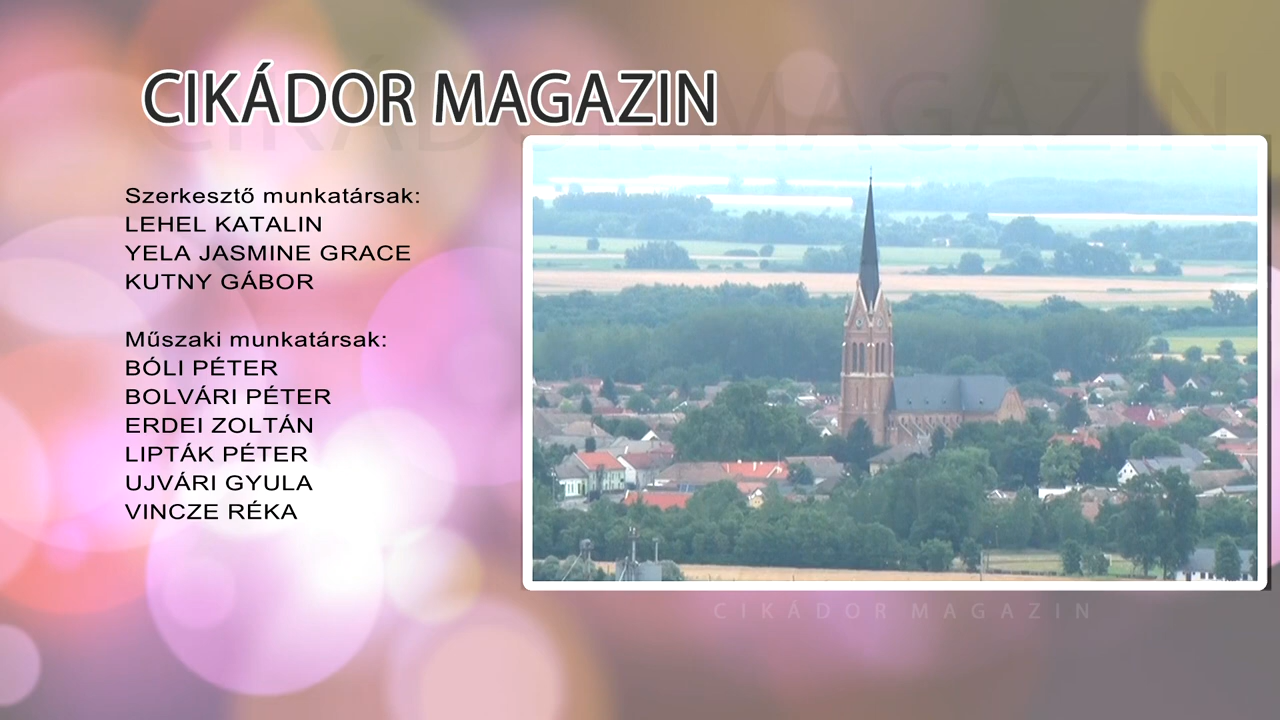 CIKÁDOR MAGAZIN
Szerkesztő munkatársak:
LEHEL KATALIN
YELA JASMINE GRACE
KUTNY GÁBOR
Műszaki munkatársak:
BÓLI PÉTER
BOLVÁRI PÉTER
ERDEI ZOLTÁN
LIPTÁK PÉTER
UJVÁRI GYULA
VINCZE RÉKA
CIKÁDOR MAGAZIN